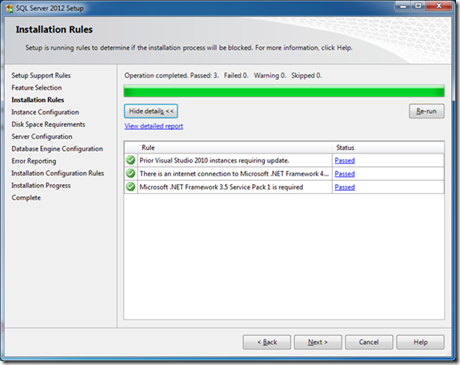 SQL Server 2012 Setup
Installation Rules
Setup is running rules to determine if the installation process will be blocked. For more information, click Help.
Setup Support Rules
Feature Selection
Installation Rules
Instance Configuration
Disk Space Requirements
Server Configuration
Database Engine Configuration
Error Reporting
Installation Configuration Rules
Installation Progress
Complete
Operation completed. Passed: 3. Failed 0. Warning 0. Skipped 0.
Hide details << Re-run
View detailed report
Rule Status
Prior Visual Studio 2010 instances requiring update. Passed
There is an internet connection to Microsoft .NET Framework 4... Passed
Microsoft .NET Framework 3.5 Service Pack 1 is required Passed
< Back Next > Cancel Help